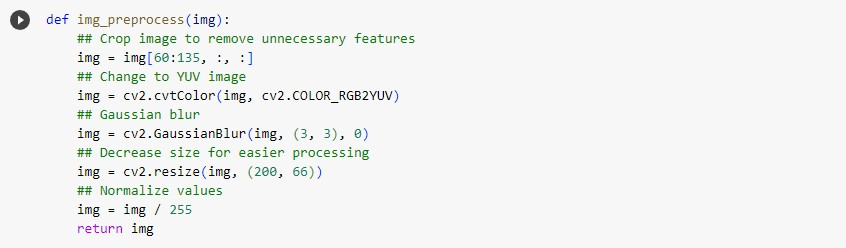 def img_preprocess(img):
    ## Crop image to remove unnecessary features
    img = img[60:135, :, :]
    ## Change to YUV image
    img = cv2.cvtColor(img, cv2.COLOR_RGB2YUV)
    ## Gaussian blur
    img = cv2.GaussianBlur(img, (3, 3), 0)
    ## Decrease size for easier processing
    img = cv2.resize(img, (200, 66))
    ## Normalize values
    img = img / 255
    return img